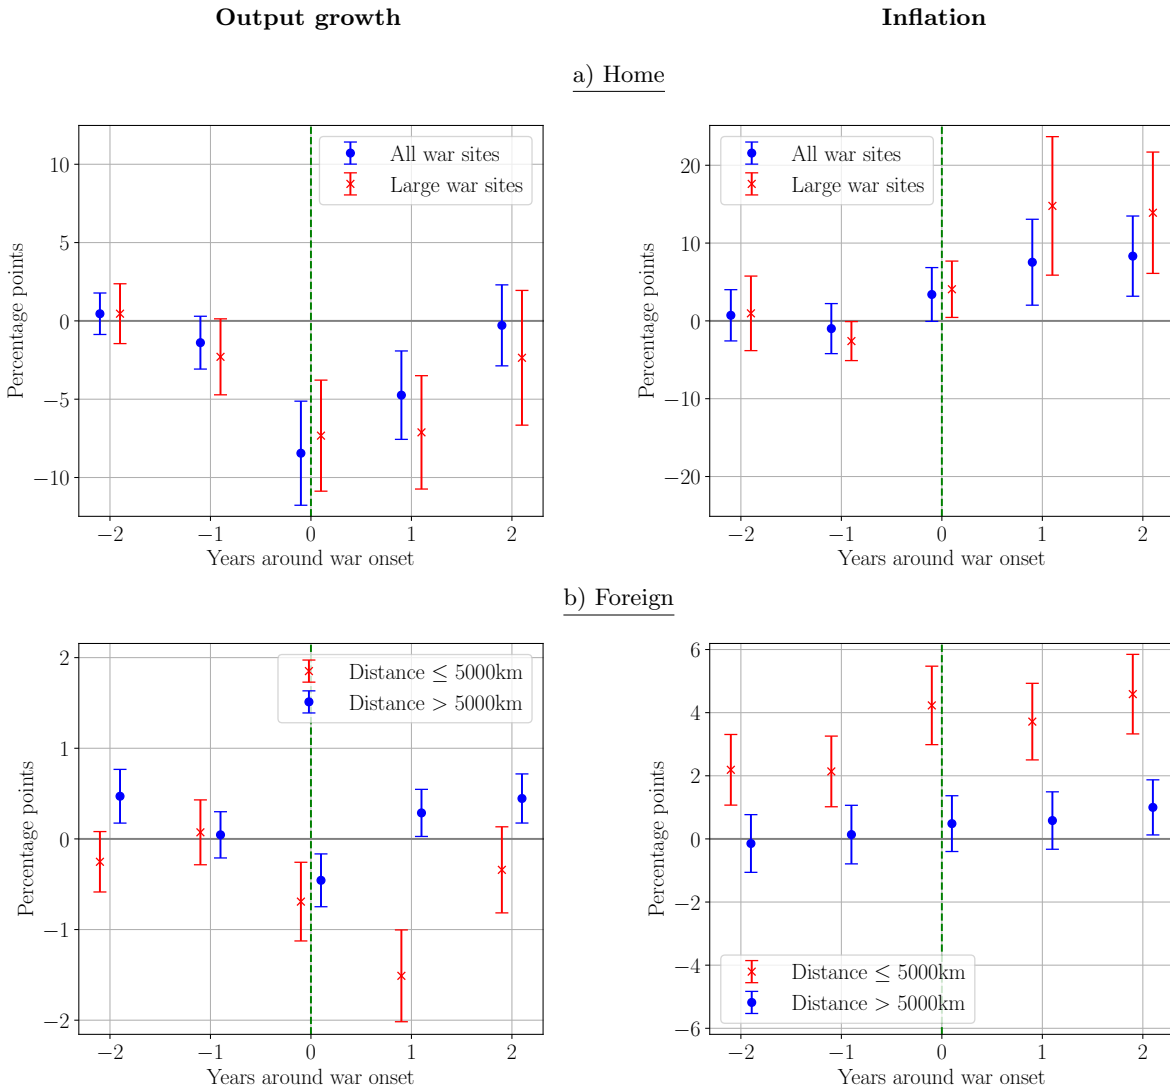 Output growth
Inflation
a) Home
10
5
0
−5
−10
Percentage points
All war sites
Large war sites
−2
−1
0
1
2
Years around war onset
20
10
0
−10
−20
Percentage points
All war sites
Large war sites
−2
−1
0
1
2
Years around war onset
b) Foreign
2
1
0
−1
−2
Percentage points
Distance ≤ 5000km
Distance > 5000km
−2
−1
0
1
2
Years around war onset
6
4
2
0
−2
−4
−6
Percentage points
Distance ≤ 5000km
Distance > 5000km
−2
−1
0
1
2
Years around war onset